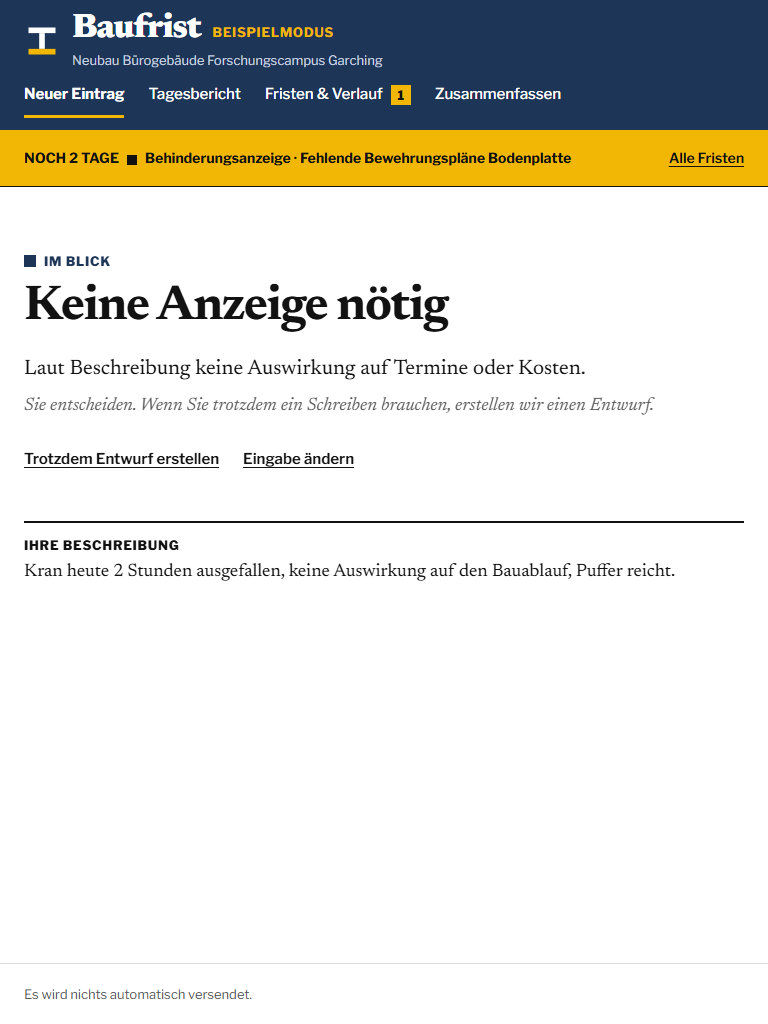 Baufrist BEISPIELMODUS
Neubau Bürogebäude Forschungscampus Garching
Neuer Eintrag Tagesbericht Fristen & Verlauf 1 Zusammenfassen
NOCH 2 TAGE ■ Behinderungsanzeige · Fehlende Bewehrungspläne Bodenplatte Alle Fristen
IM BLICK
Keine Anzeige nötig
Laut Beschreibung keine Auswirkung auf Termine oder Kosten.
Sie entscheiden. Wenn Sie trotzdem ein Schreiben brauchen, erstellen wir einen Entwurf.
Trotzdem Entwurf erstellen Eingabe ändern
IHRE BESCHREIBUNG
Kran heute 2 Stunden ausgefallen, keine Auswirkung auf den Bauablauf, Puffer reicht.
Es wird nichts automatisch versendet.